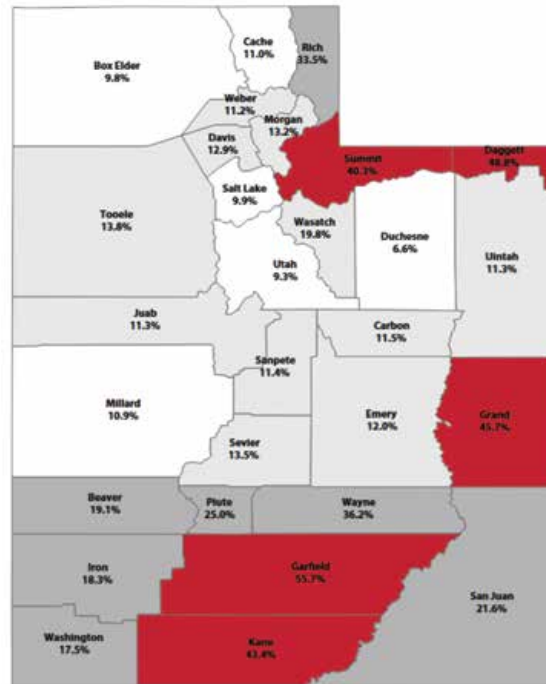 Cache
11.0%
Rich
33.5%
Box Elder
9.8%
Weber
11.2%
Morgan
13.2%
Davis
12.9%
Summit
40.3%
Daggett
48.8%
Salt Lake
9.9%
Tooele
13.8%
Wasatch
19.8%
Duchesne
6.6%
Uintah
11.3%
Utah
9.3%
Juab
11.3%
Carbon
11.5%
Sanpete
11.4%
Millard
10.9%
Emery
12.0%
Grand
45.7%
Sevier
13.5%
Beaver
19.1%
Piute
25.0%
Wayne
36.2%
Iron
18.3%
Garfield
55.7%
San Juan
21.6%
Washington
17.5%
Kane
43.4%